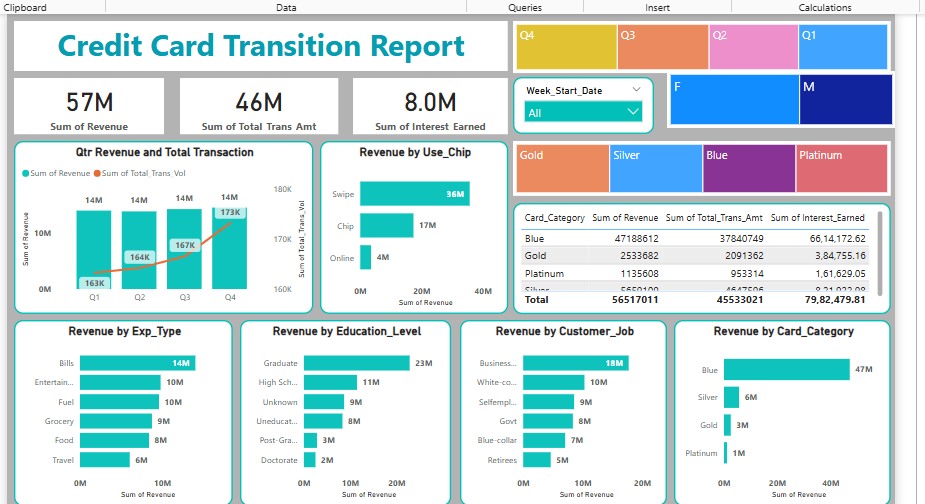 Clipboard Data Queries Insert Calculations
Credit Card Transition Report
Q4 Q3 Q2 Q1
57M
Sum of Revenue
46M
Sum of Total Trans Amt
8.0M
Sum of Interest Earned
Week_Start_Date
All
F M
Gold Silver Blue Platinum
Qtr Revenue and Total Transaction
Sum of Revenue Sum of Total_Trans_Vol
Sum of Revenue
10M
0M
14M 14M 14M 14M
163K 164K 167K 173K
Q1 Q2 Q3 Q4
180K
170K
160K
Sum of Total_Trans_Vol
Revenue by Use_Chip
Swipe 36M
Chip 17M
Online 4M
0M 20M 40M
Sum of Revenue
Card_Category Sum of Revenue Sum of Total_Trans_Amt Sum of Interest_Earned
Blue 47188612 37840749 66,14,172.62
Gold 2533682 2091362 3,84,755.16
Platinum 1135608 953314 1,61,629.05
Total 56517011 45533021 79,82,479.81
Revenue by Exp_Type
Bills 14M
Entertain... 10M
Fuel 10M
Grocery 9M
Food 8M
Travel 6M
0M 10M
Sum of Revenue
Revenue by Education_Level
Graduate 23M
High Sch... 11M
Unknown 9M
Uneducat... 8M
Post-Gra... 3M
Doctorate 2M
0M 10M 20M
Sum of Revenue
Revenue by Customer_Job
Business... 18M
White-co... 10M
Selfempl... 9M
Govt 8M
Blue-collar 7M
Retirees 5M
0M 10M 20M
Sum of Revenue
Revenue by Card_Category
Blue 47M
Silver 6M
Gold 3M
Platinum 1M
0M 20M 40M
Sum of Revenue